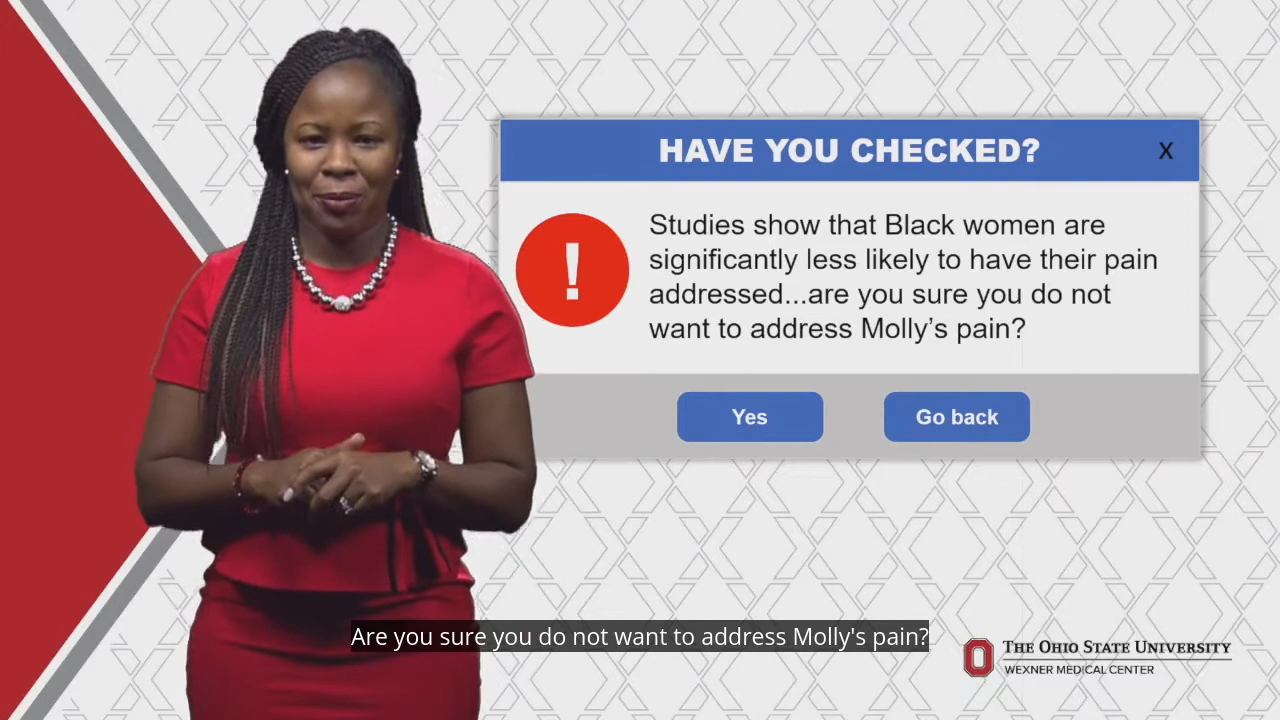 HAVE YOU CHECKED?
X
!
Studies show that Black women are
significantly less likely to have their pain
addressed...are you sure you do not
want to address Molly’s pain?
Yes
Go back
Are you sure you do not want to address Molly's pain?
THE OHIO STATE UNIVERSITY
WEXNER MEDICAL CENTER